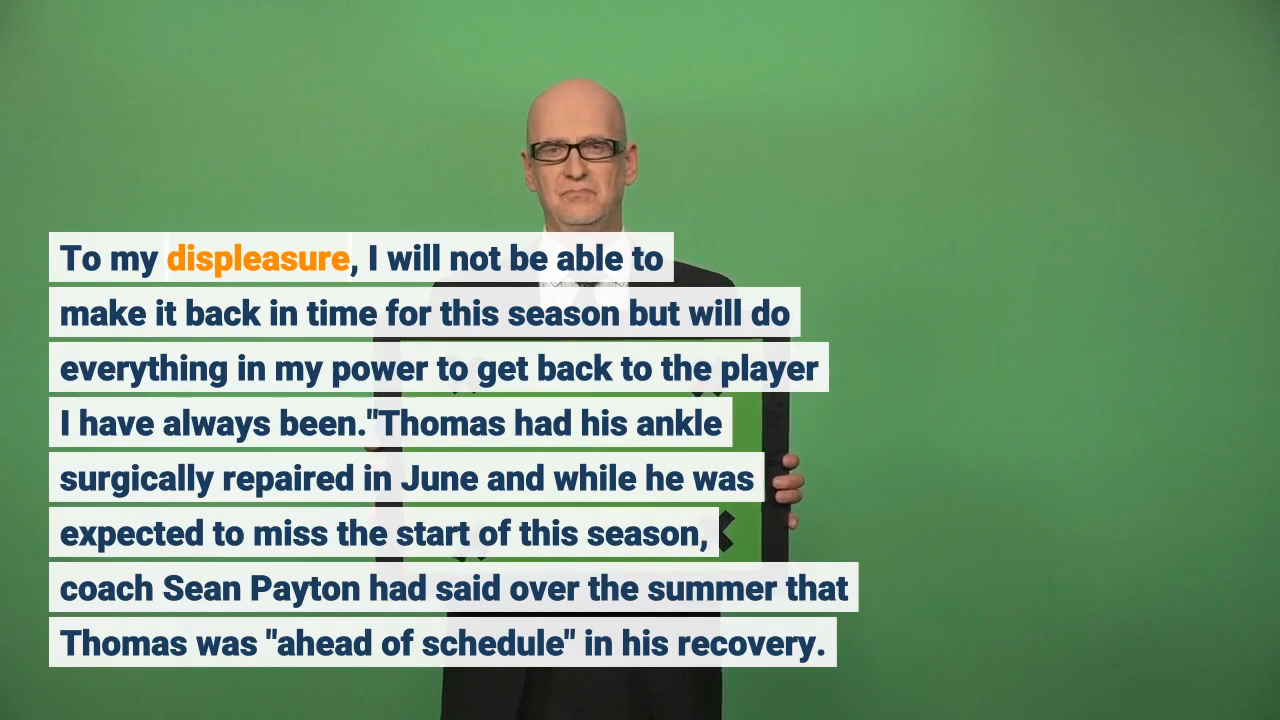 To my displeasure, I will not be able to
make it back in time for this season but will do
everything in my power to get back to the player
I have always been."Thomas had his ankle
surgically repaired in June and while he was
expected to miss the start of this season,
coach Sean Payton had said over the summer that
Thomas was "ahead of schedule" in his recovery.